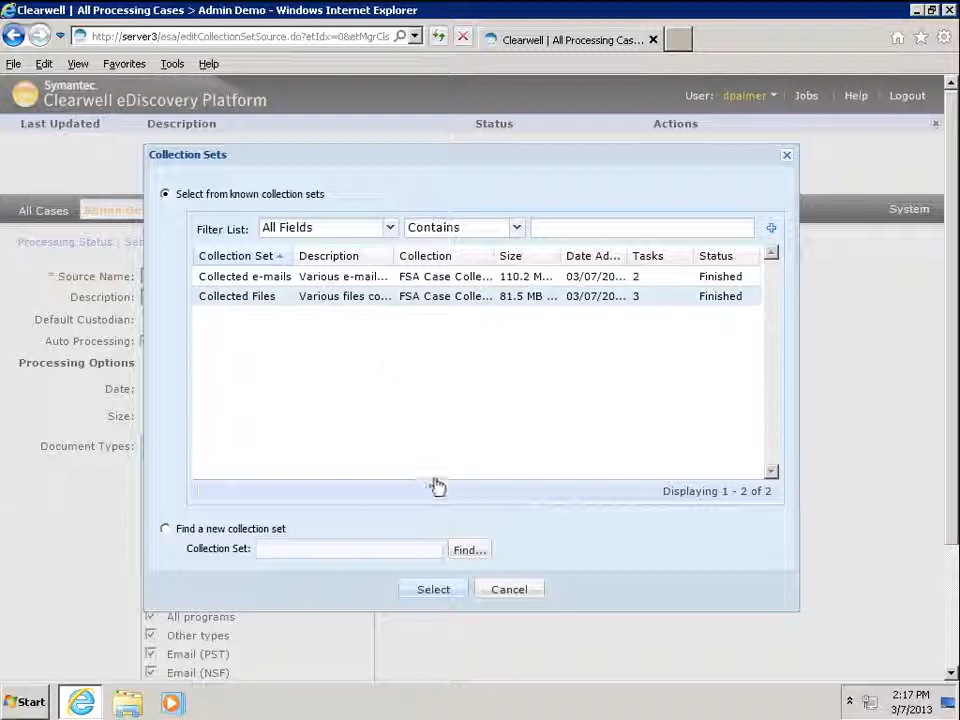 Clearwell | All Processing Cases > Admin Demo - Windows Internet Explorer
http://server3/esa/editCollectionSetSource.do?etIdx=0&etMgrCls
Clearwell | All Processing Cas...
File Edit View Favorites Tools Help
Symantec.
Clearwell eDiscovery Platform
User: dpalmer Jobs Help Logout
Last Updated Description Status Actions
Collection Sets
Select from known collection sets
All Cases Admin De System
Filter List: All Fields Contains
Processing Status
Collection Set Description Collection Size Date Ad... Tasks Status
* Source Name: Collected e-mails Various e-mail... FSA Case Colle... 110.2 M... 03/07/20... 2 Finished
Description: Collected Files Various files co... FSA Case Colle... 81.5 MB ... 03/07/20... 3 Finished
Default Custodian:
Auto Processing:
Processing Options
Date:
Size:
Document Types:
Displaying 1 - 2 of 2
Find a new collection set
Collection Set: Find...
Select Cancel
All programs
Other types
Email (PST)
Email (NSF)
Start
2:17 PM
3/7/2013